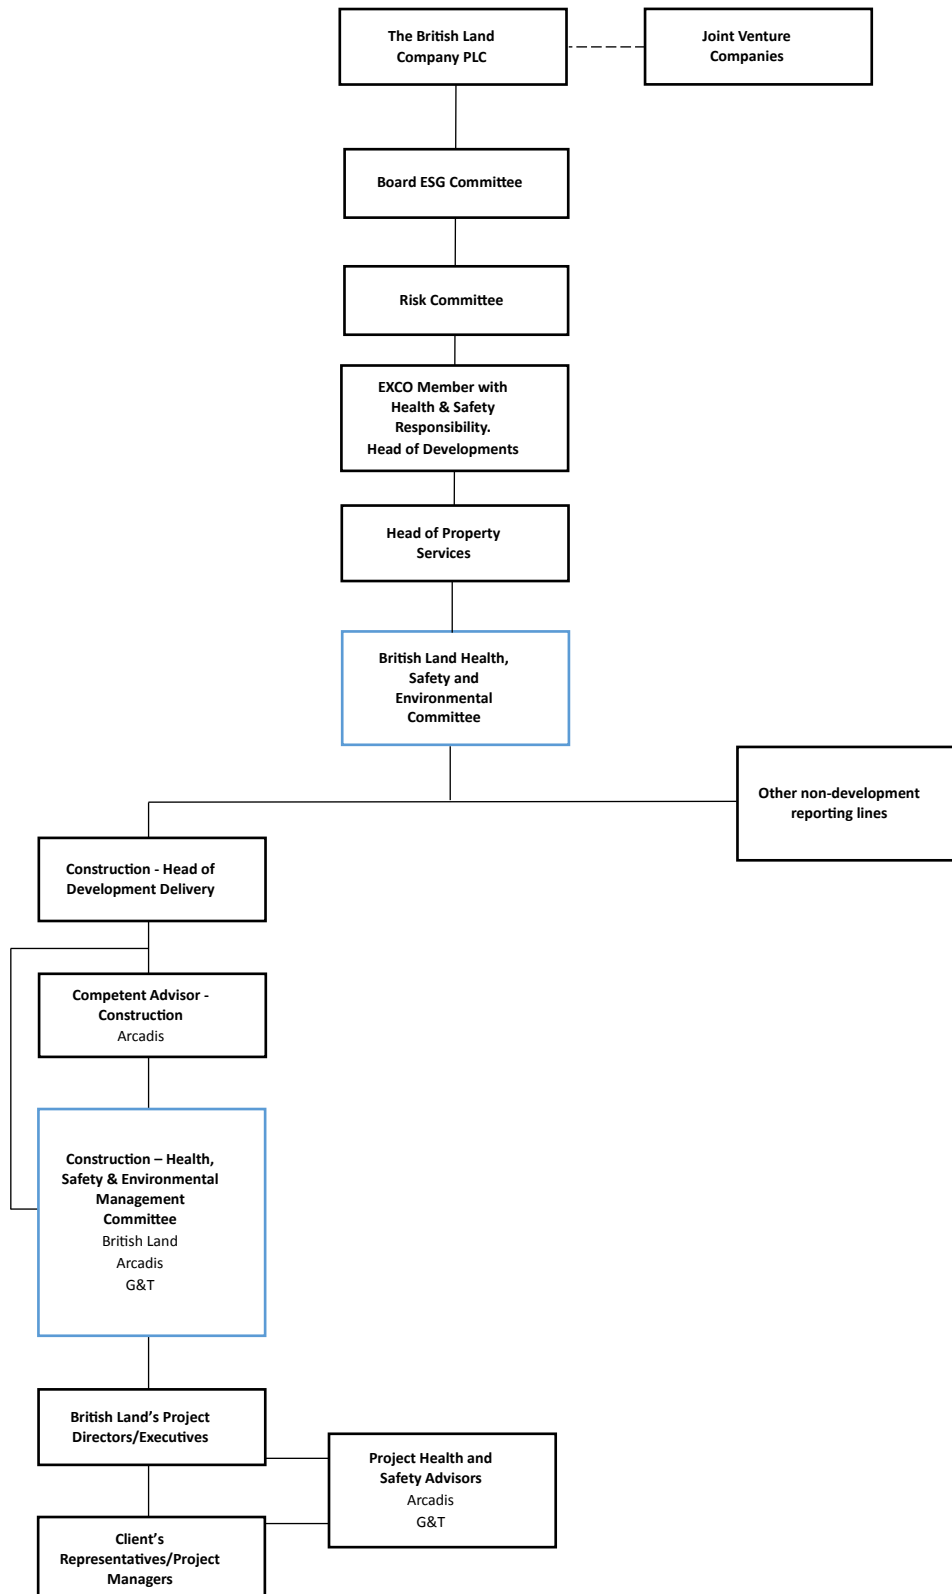 The British Land
Company PLC
Joint Venture
Companies
Board ESG Committee
Risk Committee
EXCO Member with
Health & Safety
Responsibility.
Head of Developments
Head of Property
Services
British Land Health,
Safety and
Environmental
Committee
Other non-development
reporting lines
Construction - Head of
Development Delivery
Competent Advisor -
Construction
Arcadis
Construction – Health,
Safety & Environmental
Management
Committee
British Land
Arcadis
G&T
British Land’s Project
Directors/Executives
Project Health and
Safety Advisors
Arcadis
G&T
Client’s
Representatives/Project
Managers